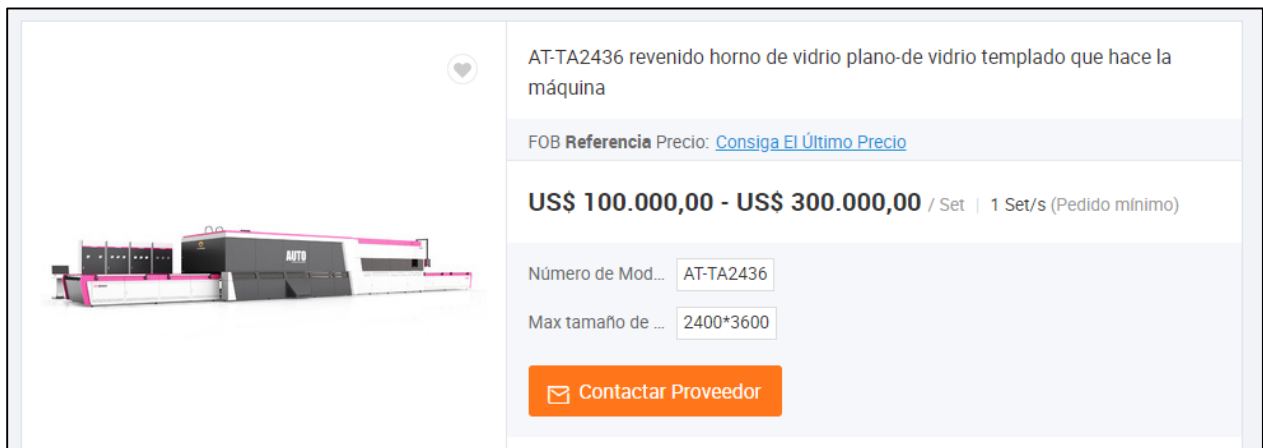 AT-TA2436 revenido horno de vidrio plano-de vidrio templado que hace la
máquina
FOB Referencia Precio: Consiga El Último Precio
US$ 100.000,00 - US$ 300.000,00 / Set | 1 Set/s (Pedido mínimo)
AUTO
Número de Mod... AT-TA2436
Max tamaño de ... 2400*3600
Contactar Proveedor